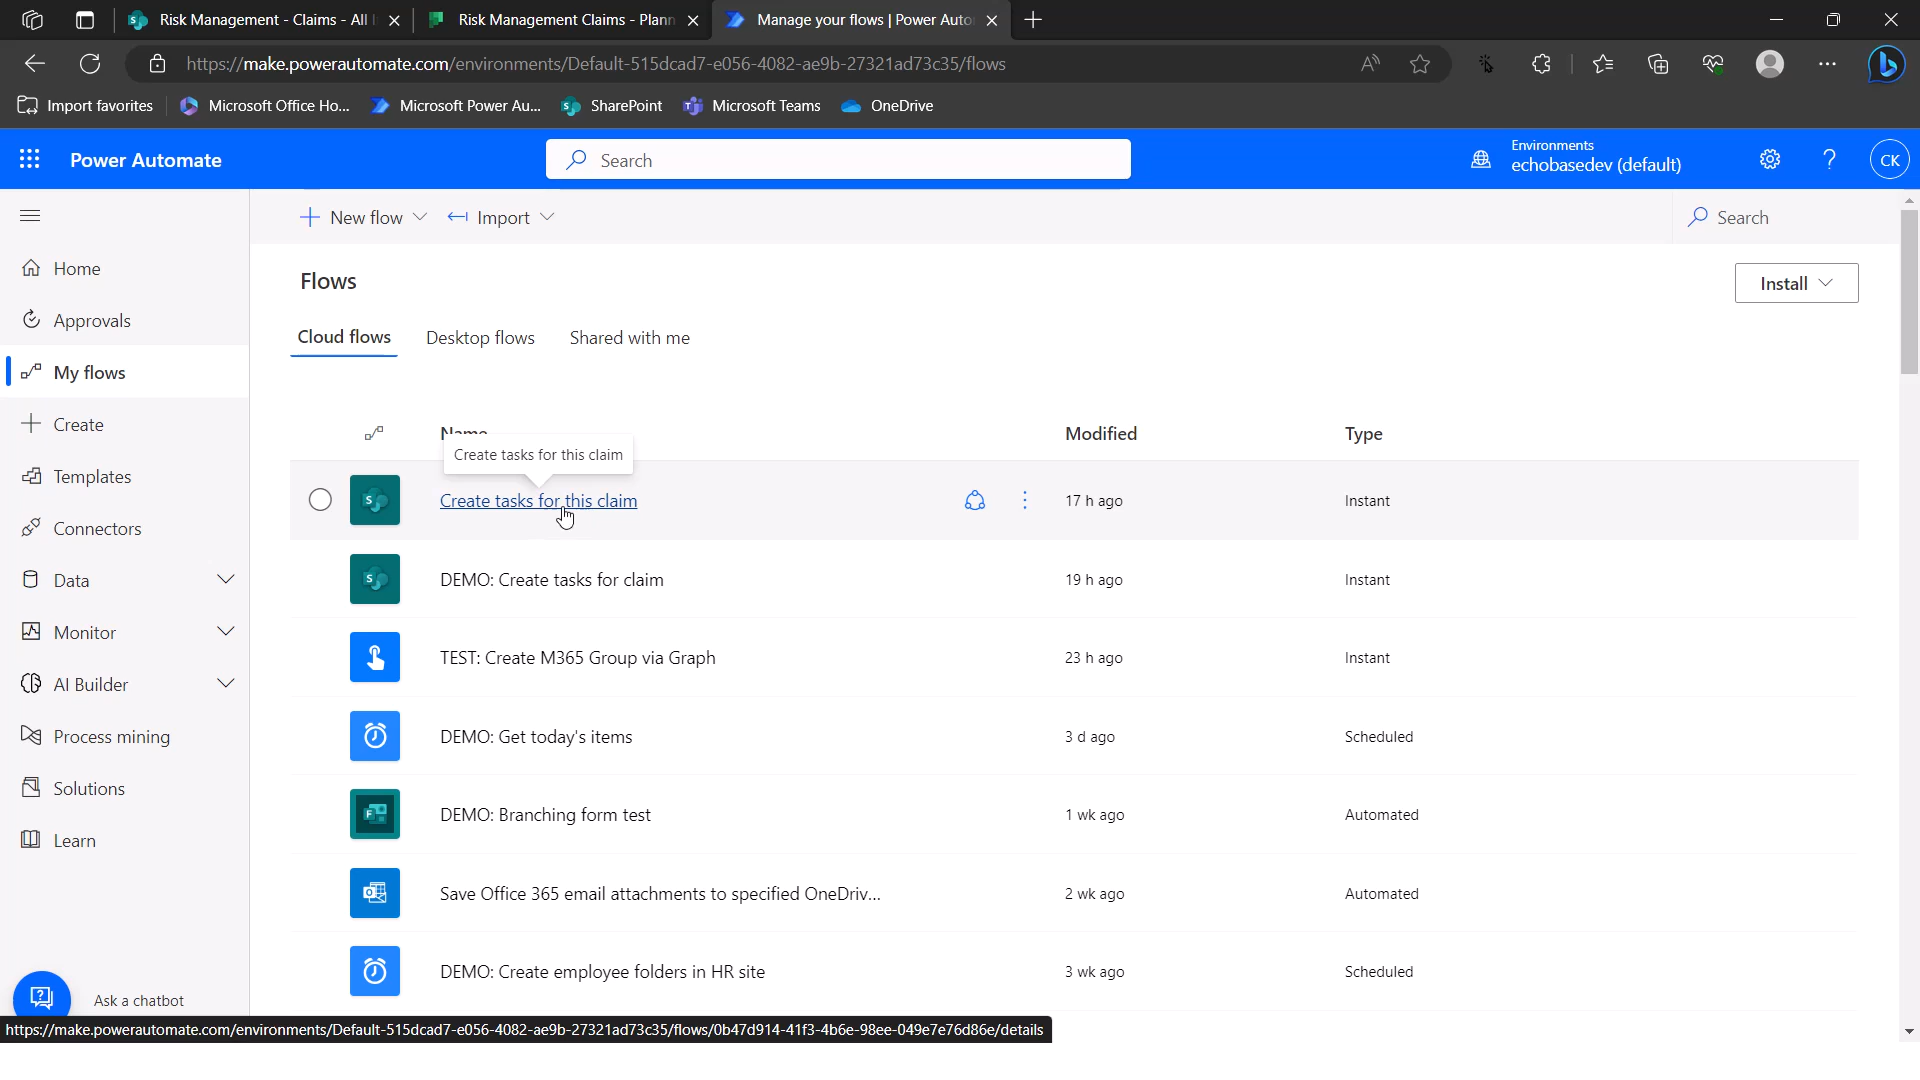 Risk Management - Claims - All
Risk Management Claims - Plann
Manage your flows | Power Auto
https://make.powerautomate.com/environments/Default-515dcad7-e056-4082-ae9b-27321ad73c35/flows
Import favorites
Microsoft Office Ho...
Microsoft Power Au...
SharePoint
Microsoft Teams
OneDrive
Power Automate
Search
Environments
echobasedev (default)
CK
New flow
Import
Search
Home
Approvals
My flows
Create
Templates
Connectors
Data
Monitor
AI Builder
Process mining
Solutions
Learn
Ask a chatbot
Flows
Install
Cloud flows
Desktop flows
Shared with me
Name
Modified
Type
Create tasks for this claim
Create tasks for this claim
17 h ago
Instant
DEMO: Create tasks for claim
19 h ago
Instant
TEST: Create M365 Group via Graph
23 h ago
Instant
DEMO: Get today's items
3 d ago
Scheduled
DEMO: Branching form test
1 wk ago
Automated
Save Office 365 email attachments to specified OneDriv...
2 wk ago
Automated
DEMO: Create employee folders in HR site
3 wk ago
Scheduled
https://make.powerautomate.com/environments/Default-515dcad7-e056-4082-ae9b-27321ad73c35/flows/0b47d914-41f3-4b6e-98ee-049e7e76d86e/details